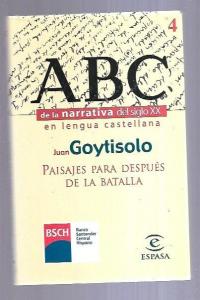 4
ABC
de la narrativa del siglo XX
en lengua castellana
Juan Goytisolo
PAISAJES PARA DESPUÉS
DE LA BATALLA
BSCH
Banco
Santander
Central
Hispano
e
ESPASA